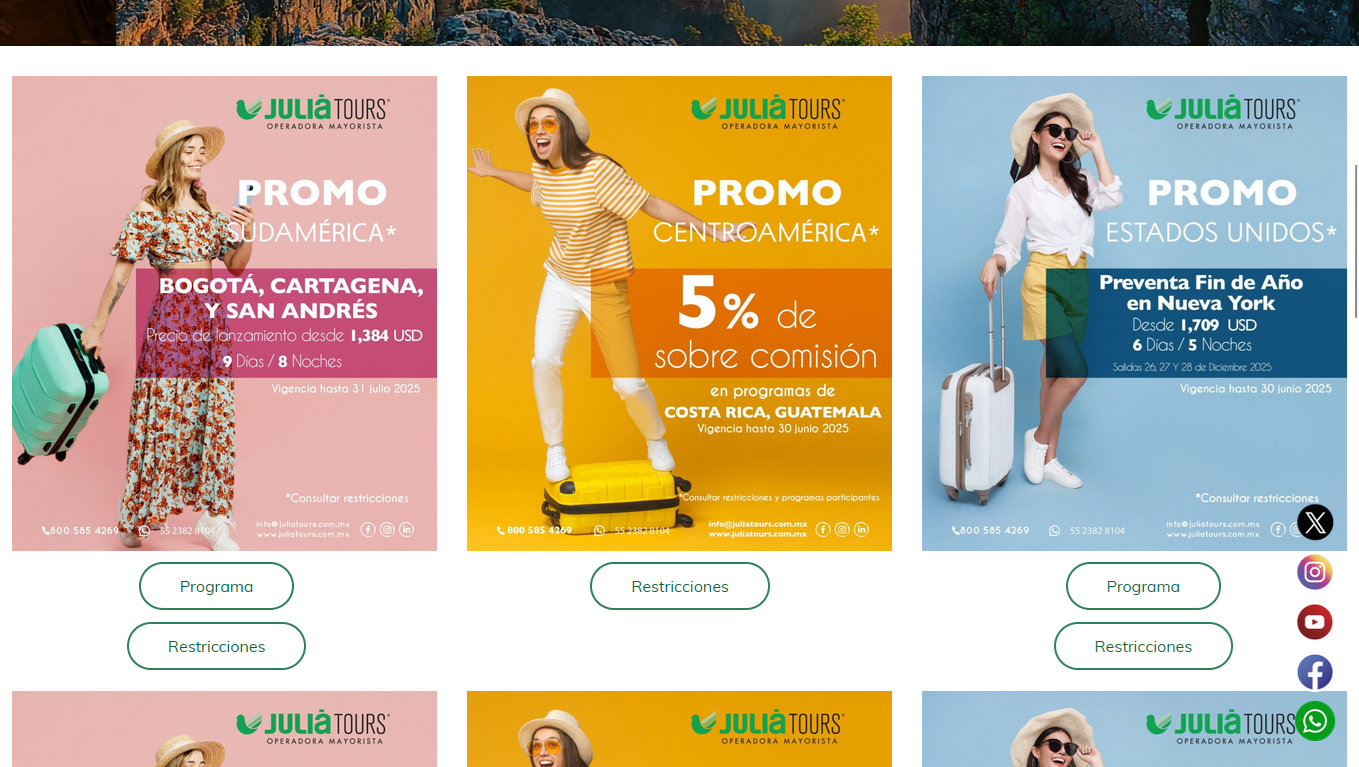 JULIÀ TOURS
OPERADORA MAYORISTA
PROMO
SUDAMÉRICA*
BOGOTÁ, CARTAGENA,
Y SAN ANDRÉS
Precio de lanzamiento desde 1,384 USD
9 Días / 8 Noches
Vigencia hasta 31 julio 2025
*Consultar restricciones
800 585 4269 55 2382 8104 info@juliatours.com.mx
www.juliatours.com.mx
Programa
Restricciones
JULIÀ TOURS
OPERADORA MAYORISTA
PROMO
CENTROAMÉRICA*
5% de
sobre comisión
en programas de
COSTA RICA, GUATEMALA
Vigencia hasta 30 junio 2025
*Consultar restricciones y programas participantes
800 585 4269 55 2382 8104 info@juliatours.com.mx
www.juliatours.com.mx
Restricciones
JULIÀ TOURS
OPERADORA MAYORISTA
PROMO
ESTADOS UNIDOS*
Preventa Fin de Año
en Nueva York
Desde 1,709 USD
6 Días / 5 Noches
Salidas 26, 27 Y 28 de Diciembre 2025
Vigencia hasta 30 junio 2025
*Consultar restricciones
800 585 4269 55 2382 8104 info@juliatours.com.mx
www.juliatours.com.mx
Programa
Restricciones
JULIÀ TOURS
OPERADORA MAYORISTA
JULIÀ TOURS
OPERADORA MAYORISTA
JULIÀ TOURS
OPERADORA MAYORISTA